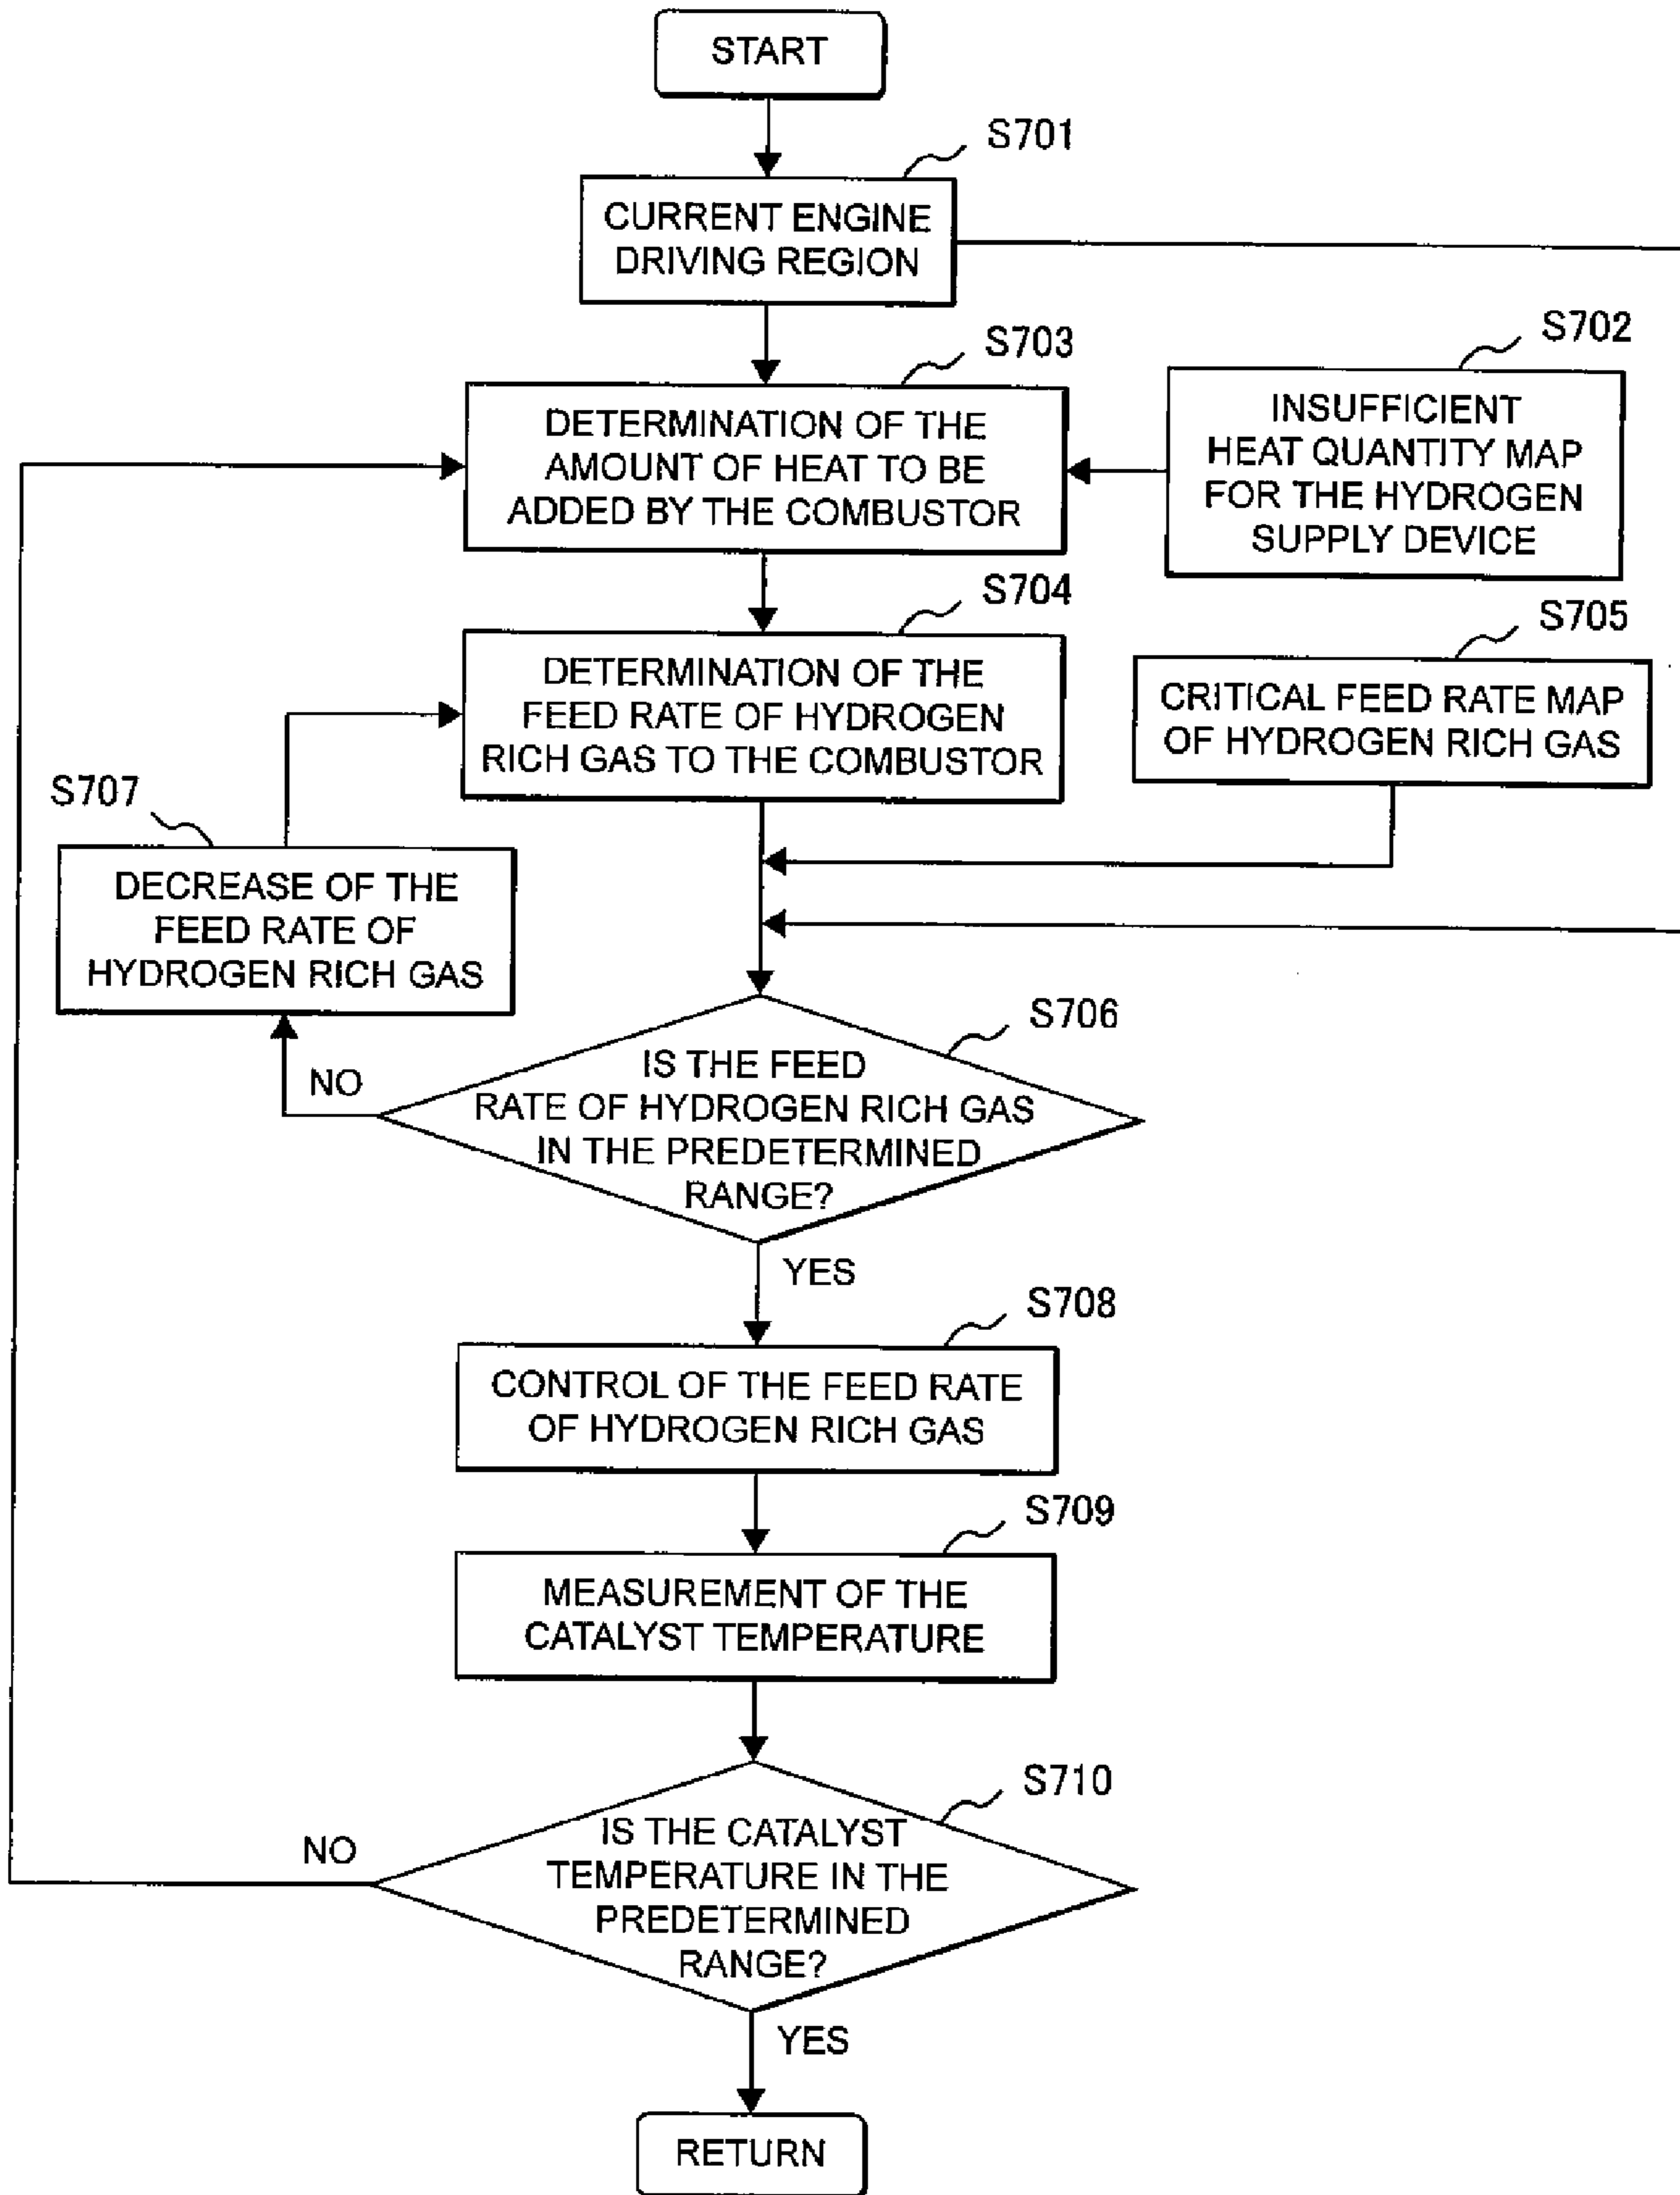 START
S701
CURRENT ENGINE
DRIVING REGION
S702
INSUFFICIENT
HEAT QUANTITY MAP
FOR THE HYDROGEN
SUPPLY DEVICE
S703
DETERMINATION OF THE
AMOUNT OF HEAT TO BE
ADDED BY THE COMBUSTOR
S704
DETERMINATION OF THE
FEED RATE OF HYDROGEN
RICH GAS TO THE COMBUSTOR
S705
CRITICAL FEED RATE MAP
OF HYDROGEN RICH GAS
S707
DECREASE OF THE
FEED RATE OF
HYDROGEN RICH GAS
S706
NO
IS THE FEED
RATE OF HYDROGEN RICH GAS
IN THE PREDETERMINED
RANGE?
YES
S708
CONTROL OF THE FEED RATE
OF HYDROGEN RICH GAS
S709
MEASUREMENT OF THE
CATALYST TEMPERATURE
S710
NO
IS THE CATALYST
TEMPERATURE IN THE
PREDETERMINED
RANGE?
YES
RETURN